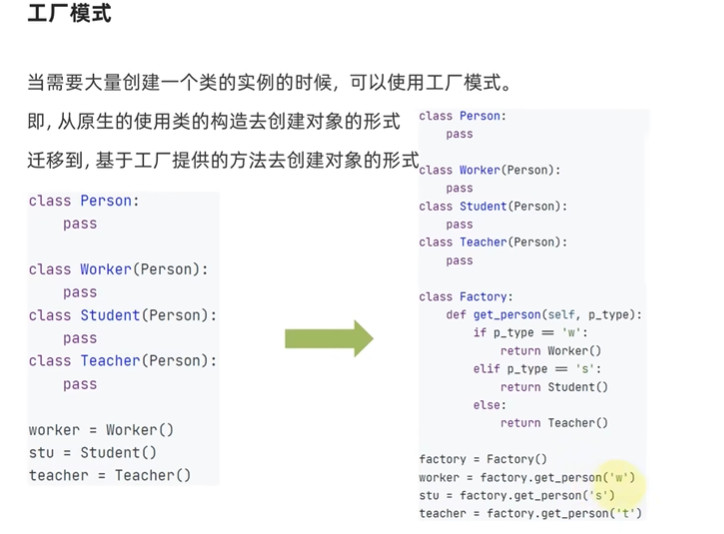 工厂模式
当需要大量创建一个类的实例的时候，可以使用工厂模式。
即, 从原生的使用类的构造去创建对象的形式
迁移到, 基于工厂提供的方法去创建对象的形式
class Person:
    pass

class Worker(Person):
    pass
class Student(Person):
    pass
class Teacher(Person):
    pass

worker = Worker()
stu = Student()
teacher = Teacher()
class Person:
    pass

class Worker(Person):
    pass
class Student(Person):
    pass
class Teacher(Person):
    pass

class Factory:
    def get_person(self, p_type):
        if p_type == 'w':
            return Worker()
        elif p_type == 's':
            return Student()
        else:
            return Teacher()

factory = Factory()
worker = factory.get_person('w')
stu = factory.get_person('s')
teacher = factory.get_person('t')